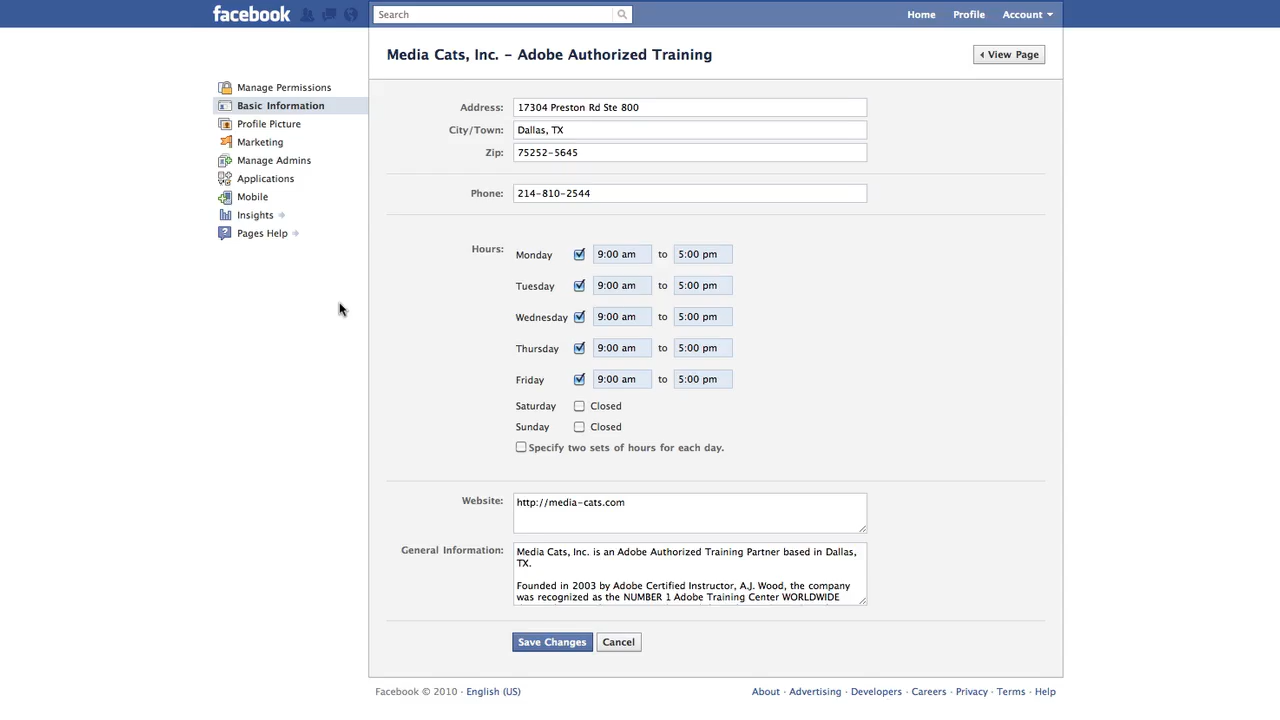 facebook
Search
Home Profile Account
Media Cats, Inc. – Adobe Authorized Training
View Page
Manage Permissions
Basic Information
Profile Picture
Marketing
Manage Admins
Applications
Mobile
Insights
Pages Help
Address: 17304 Preston Rd Ste 800
City/Town: Dallas, TX
Zip: 75252-5645
Phone: 214-810-2544
Hours:
Monday 9:00 am to 5:00 pm
Tuesday 9:00 am to 5:00 pm
Wednesday 9:00 am to 5:00 pm
Thursday 9:00 am to 5:00 pm
Friday 9:00 am to 5:00 pm
Saturday Closed
Sunday Closed
Specify two sets of hours for each day.
Website: http://media-cats.com
General Information: Media Cats, Inc. is an Adobe Authorized Training Partner based in Dallas,
TX.
Founded in 2003 by Adobe Certified Instructor, A.J. Wood, the company
was recognized as the NUMBER 1 Adobe Training Center WORLDWIDE
Save Changes Cancel
Facebook © 2010 · English (US)
About · Advertising · Developers · Careers · Privacy · Terms · Help